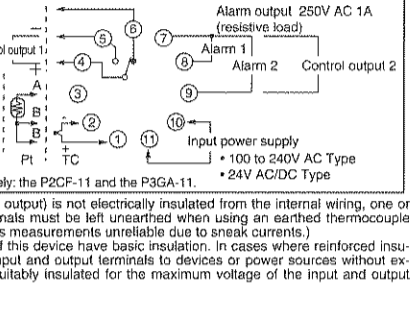 Alarm output 250V AC 1A
(resistive load)
6
5
7
Alarm 1
ol output 1
4
8
Alarm 2
Control output 2
+
A
3
9
B
B
2
10
1
11
Input power supply
Pt
TC
+
• 100 to 240V AC Type
• 24V AC/DC Type
ely: the P2CF-11 and the P3GA-11.
output) is not electrically insulated from the internal wiring, one or
nals must be left unearthed when using an earthed thermocouple
s measurements unreliable due to sneak currents.)
f this device have basic insulation. In cases where reinforced insu-
nput and output terminals to devices or power sources without ex-
uitably insulated for the maximum voltage of the input and output